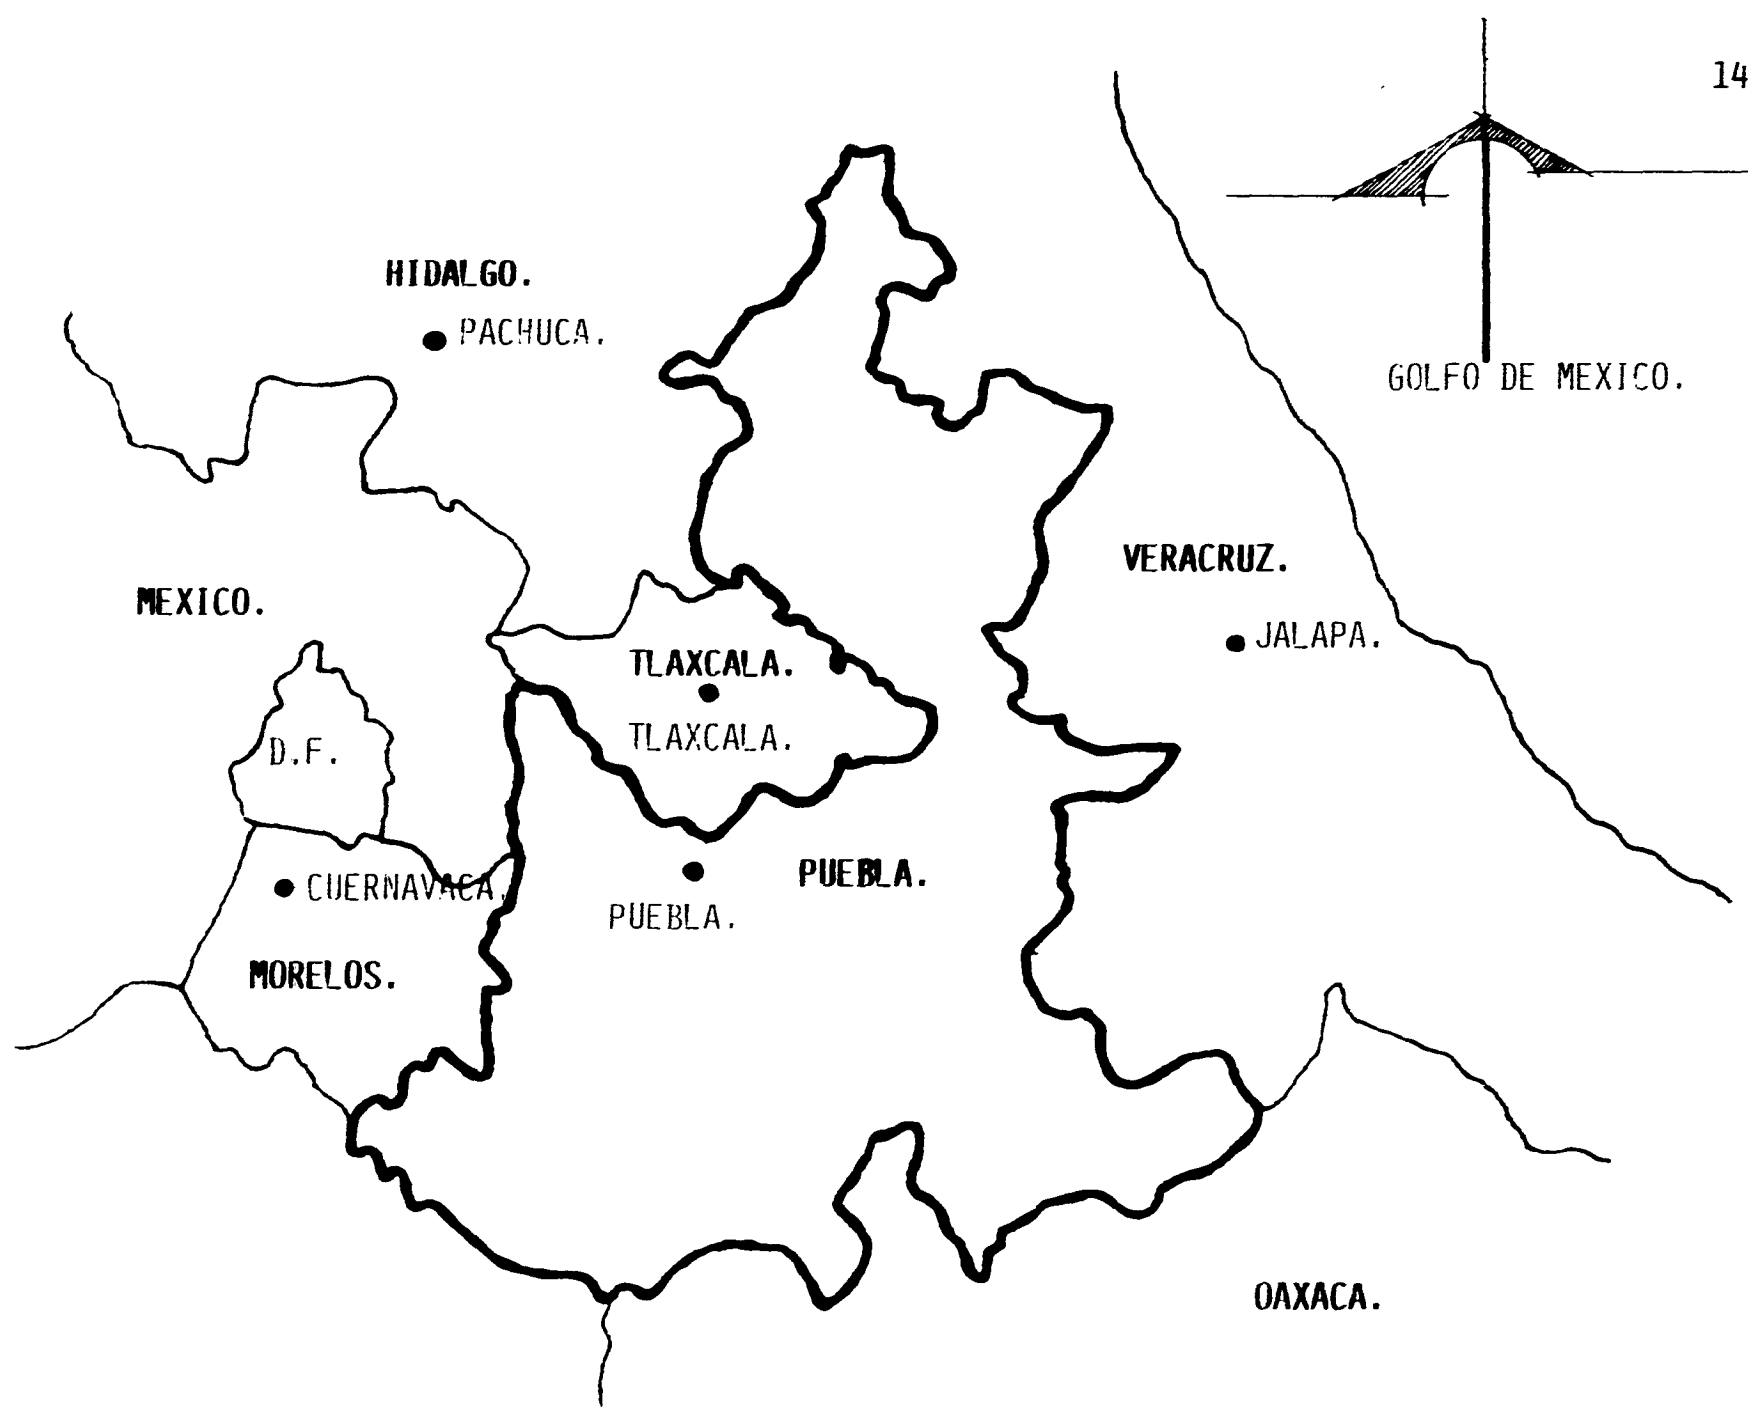 14
HIDALGO.
PACHUCA.
GOLFO DE MEXICO.
VERACRUZ.
MEXICO.
JALAPA.
TLAXCALA.
TLAXCALA.
D.F.
PUEBLA.
CUERNAVACA.
PUEBLA.
MORELOS.
OAXACA.